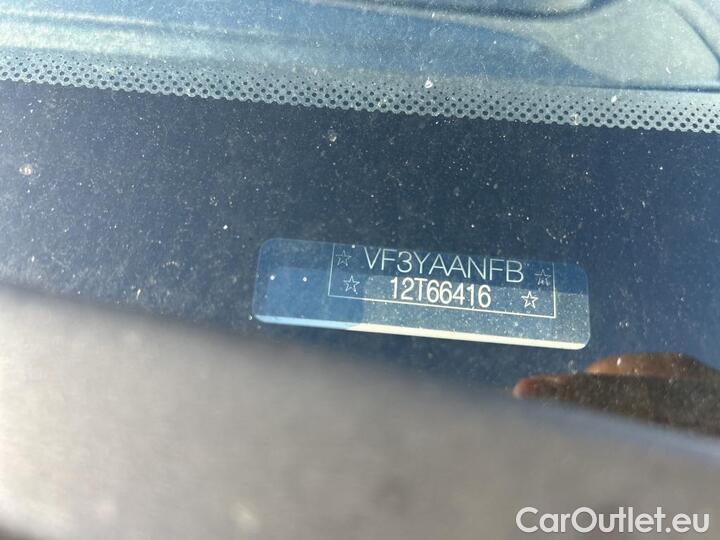 ☆ VF3YAANFB ☆
☆ 12T66416 ☆
CarOutlet.eu